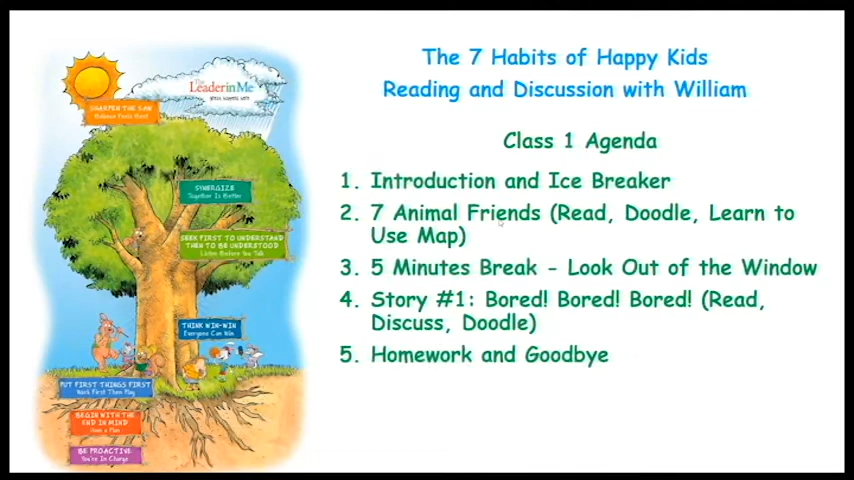 The 7 Habits of Happy Kids
Reading and Discussion with William
Class 1 Agenda
1. Introduction and Ice Breaker
2. 7 Animal Friends (Read, Doodle, Learn to
Use Map)
3. 5 Minutes Break - Look Out of the Window
4. Story #1: Bored! Bored! Bored! (Read,
Discuss, Doodle)
5. Homework and Goodbye
The
LeaderinMe
SHARPEN THE SAW
Balance Feels Best
SYNERGIZE
Together Is Better
SEEK FIRST TO UNDERSTAND
THEN TO BE UNDERSTOOD
Listen Before You Talk
THINK WIN-WIN
Everyone Can Win
PUT FIRST THINGS FIRST
Work First Then Play
BEGIN WITH THE
END IN MIND
Have a Plan
BE PROACTIVE
You're In Charge